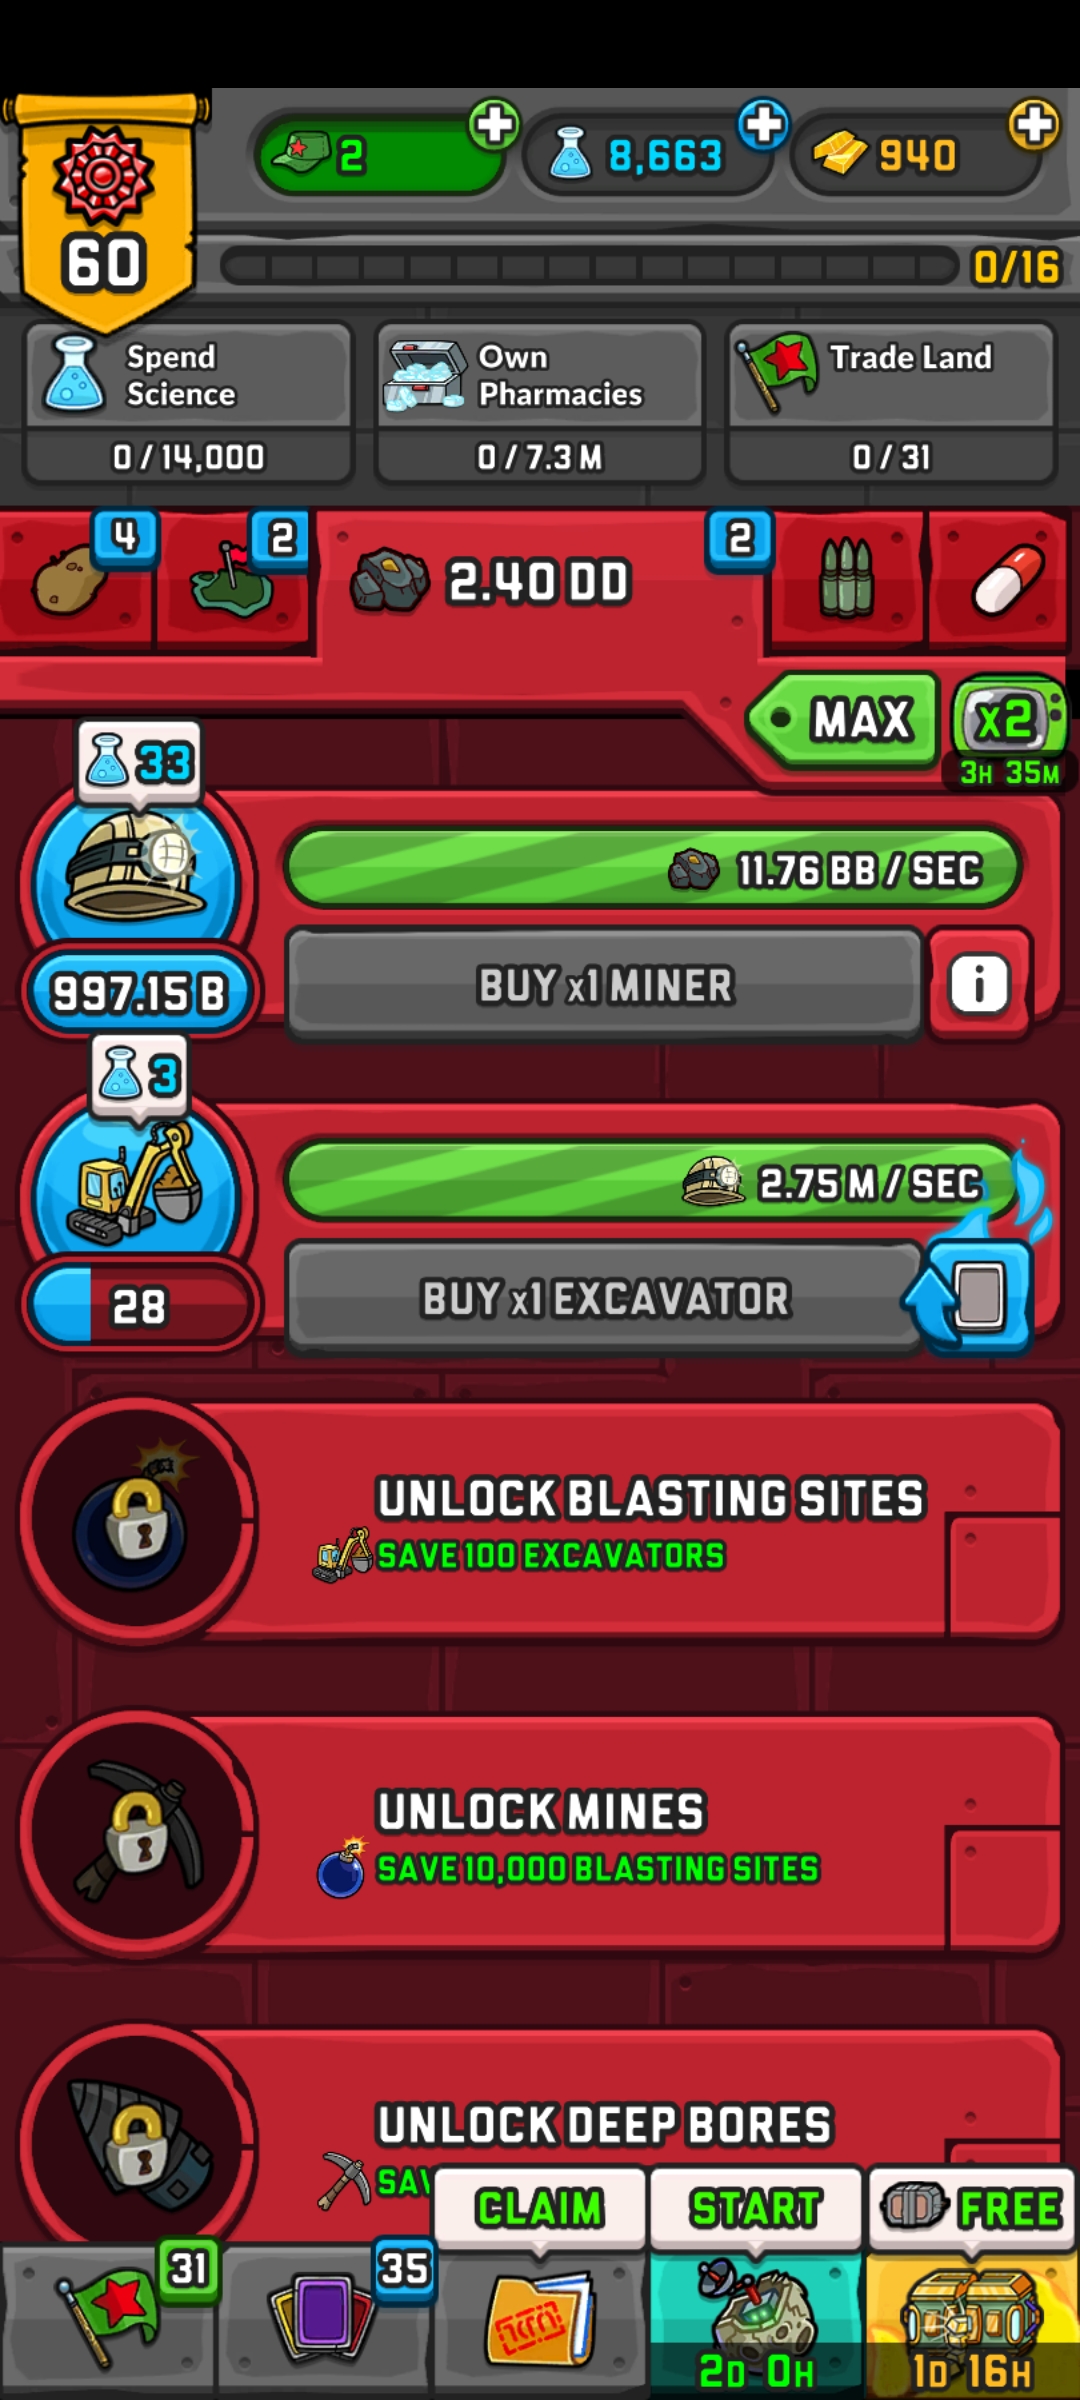 60
2
8,663
940
0/16
Spend
Science
0 / 14,000
Own
Pharmacies
0 / 7.3 M
Trade Land
0 / 31
4
2
2.40 DD
2
MAX
x2
3H 35M
33
11.76 BB / SEC
997.15 B
BUY x1 MINER
i
3
2.75 M / SEC
28
BUY x1 EXCAVATOR
UNLOCK BLASTING SITES
SAVE 100 EXCAVATORS
UNLOCK MINES
SAVE 10,000 BLASTING SITES
UNLOCK DEEP BORES
CLAIM
START
FREE
31
35
2D 0H
1D 16H